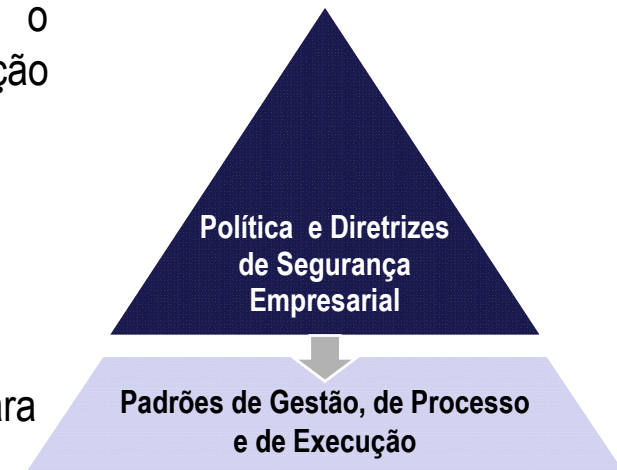 o
ção
Política e Diretrizes
de Segurança
Empresarial
ara
Padrões de Gestão, de Processo
e de Execução